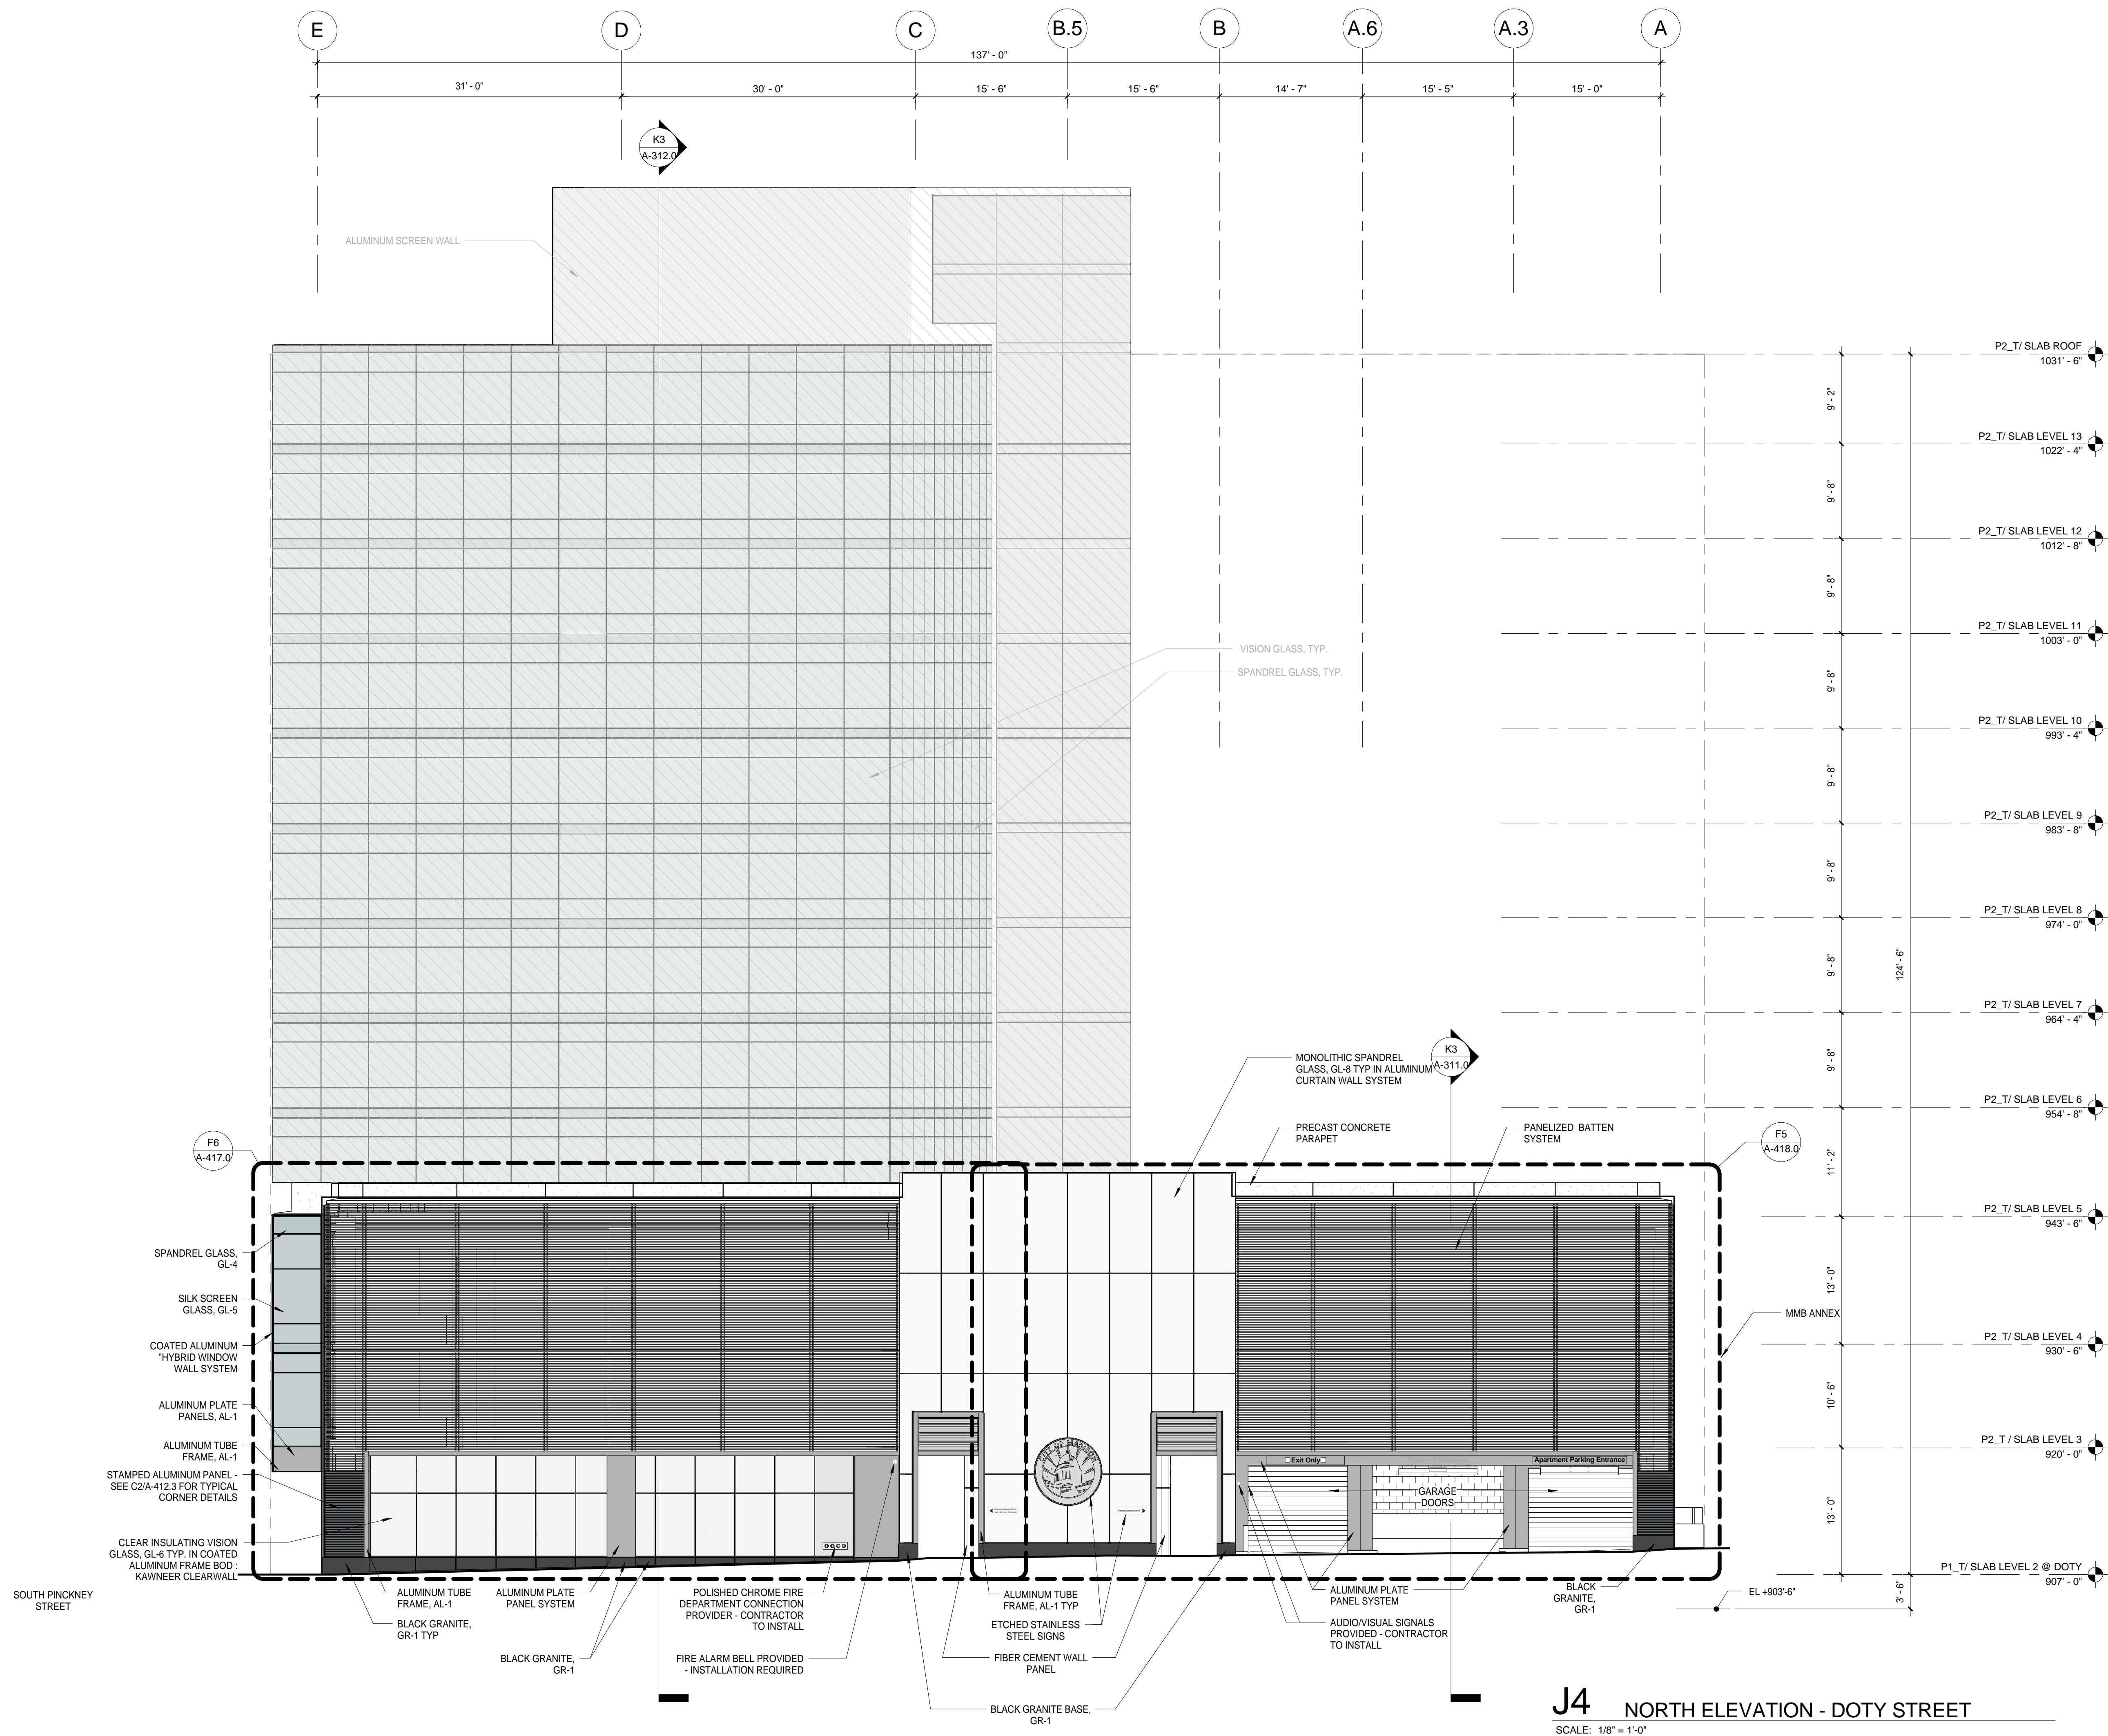 E
D
C
B.5
B
A.6
A.3
A
137' - 0"
31' - 0"
30' - 0"
15' - 6"
15' - 6"
14' - 7"
15' - 5"
15' - 0"
K3
A-312.0
ALUMINUM SCREEN WALL
VISION GLASS, TYP.
SPANDREL GLASS, TYP.
P2_T/ SLAB ROOF
1031' - 6"
9' - 2"
P2_T/ SLAB LEVEL 13
1022' - 4"
9' - 8"
P2_T/ SLAB LEVEL 12
1012' - 8"
9' - 8"
P2_T/ SLAB LEVEL 11
1003' - 0"
9' - 8"
P2_T/ SLAB LEVEL 10
993' - 4"
9' - 8"
P2_T/ SLAB LEVEL 9
983' - 8"
9' - 8"
P2_T/ SLAB LEVEL 8
974' - 0"
9' - 8"
124' - 6"
P2_T/ SLAB LEVEL 7
964' - 4"
9' - 8"
P2_T/ SLAB LEVEL 6
954' - 8"
11' - 2"
P2_T/ SLAB LEVEL 5
943' - 6"
13' - 0"
P2_T/ SLAB LEVEL 4
930' - 6"
10' - 6"
P2_T / SLAB LEVEL 3
920' - 0"
13' - 0"
P1_T/ SLAB LEVEL 2 @ DOTY
907' - 0"
3' - 6"
EL +903'-6"
K3
A-311.0
MONOLITHIC SPANDREL
GLASS, GL-8 TYP IN ALUMINUM
CURTAIN WALL SYSTEM
PRECAST CONCRETE
PARAPET
PANELIZED BATTEN
SYSTEM
F5
A-418.0
F6
A-417.0
MMB ANNEX
SPANDREL GLASS,
GL-4
SILK SCREEN
GLASS, GL-5
COATED ALUMINUM
"HYBRID WINDOW
WALL SYSTEM
ALUMINUM PLATE
PANELS, AL-1
ALUMINUM TUBE
FRAME, AL-1
STAMPED ALUMINUM PANEL -
SEE C2/A-412.3 FOR TYPICAL
CORNER DETAILS
CLEAR INSULATING VISION
GLASS, GL-6 TYP. IN COATED
ALUMINUM FRAME BOD :
KAWNEER CLEARWALL
SOUTH PINCKNEY
STREET
CITY OF MADISON
Exit Only
Apartment Parking Entrance
GARAGE
DOORS
ALUMINUM TUBE
FRAME, AL-1
BLACK GRANITE,
GR-1 TYP
ALUMINUM PLATE
PANEL SYSTEM
BLACK GRANITE,
GR-1
POLISHED CHROME FIRE
DEPARTMENT CONNECTION
PROVIDER - CONTRACTOR
TO INSTALL
FIRE ALARM BELL PROVIDED
- INSTALLATION REQUIRED
ALUMINUM TUBE
FRAME, AL-1 TYP
ETCHED STAINLESS
STEEL SIGNS
FIBER CEMENT WALL
PANEL
BLACK GRANITE BASE,
GR-1
ALUMINUM PLATE
PANEL SYSTEM
AUDIO/VISUAL SIGNALS
PROVIDED - CONTRACTOR
TO INSTALL
BLACK
GRANITE,
GR-1
J4 NORTH ELEVATION - DOTY STREET
SCALE: 1/8" = 1'-0"